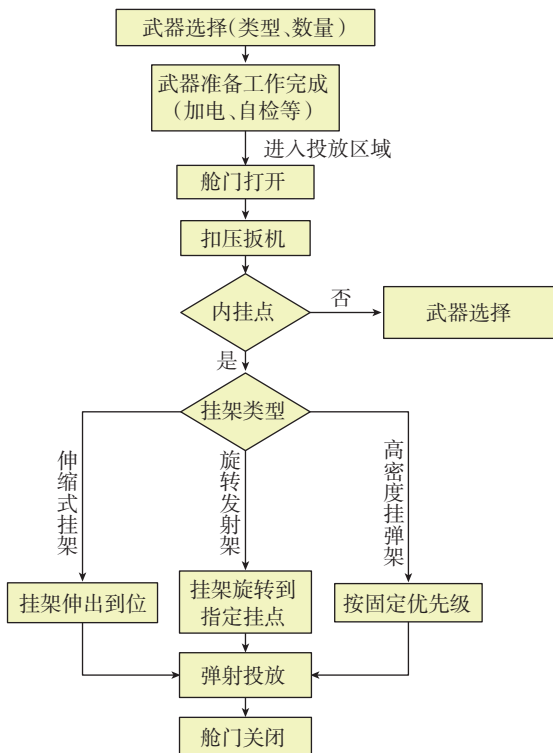 武器选择(类型、数量)
武器准备工作完成
(加电、自检等)
进入投放区域
舱门打开
扣压扳机
内挂点
否
武器选择
是
挂架类型
伸缩式挂架
旋转发射架
高密度挂弹架
挂架伸出到位
挂架旋转到
指定挂点
按固定优先级
弹射投放
舱门关闭